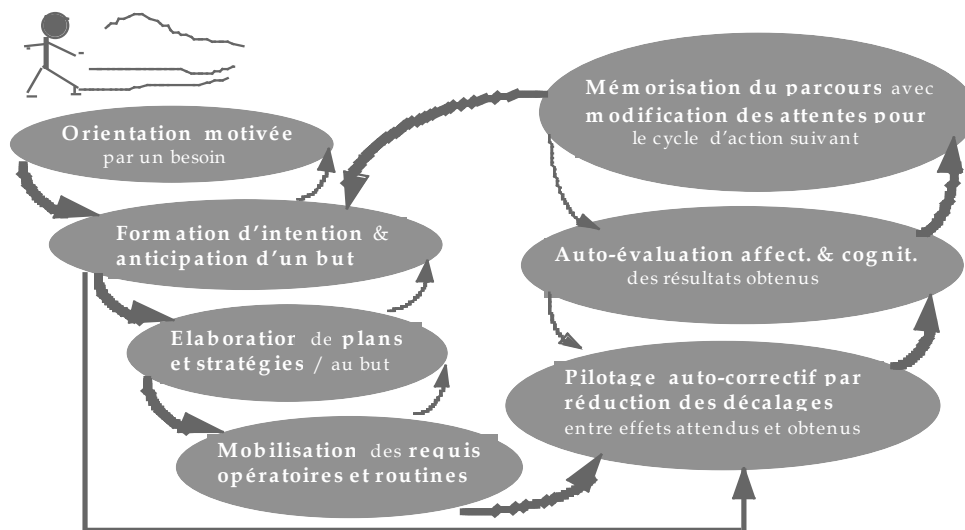 Orientation motivée
par un besoin
Formation d'intention &
anticipation d'un but
Elaboratior de plans
et stratégies / au but
Mobilisation des requis
opératoires et routines
Mémorisation du parcours avec
modification des attentes pour
le cycle d'action suivant
Auto-évaluation affect. & cognit.
des résultats obtenus
Pilotage auto-correctif par
réduction des décalages
entre effets attendus et obtenus